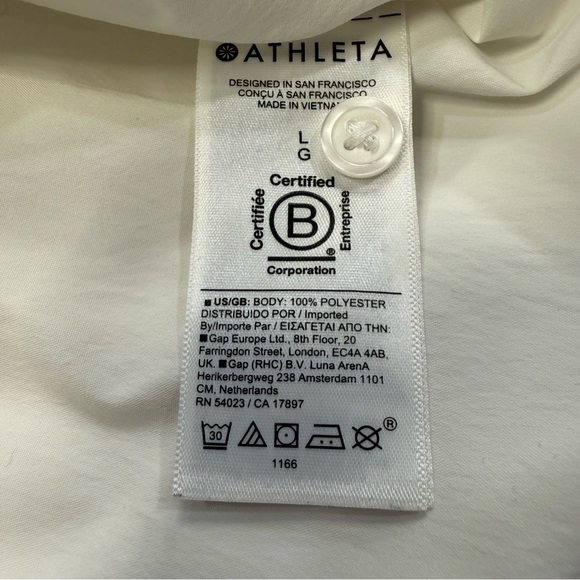 ATHLETA
DESIGNED IN SAN FRANCISCO
CONÇU À SAN FRANCISCO
MADE IN VIETNAM
L
G
Certified
Certifiée
B
Entreprise
®
Corporation
US/GB: BODY: 100% POLYESTER
DISTRIBUIDO POR / Imported
By/Importe Par / ΕΙΣΑΓΕΤΑΙ ΑΠΟ ΤΗΝ:
Gap Europe Ltd., 8th Floor, 20
Farringdon Street, London, EC4A 4AB,
UK. Gap (RHC) B.V. Luna ArenA
Herikerbergweg 238 Amsterdam 1101
CM, Netherlands
RN 54023 / CA 17897
30 ®
1166